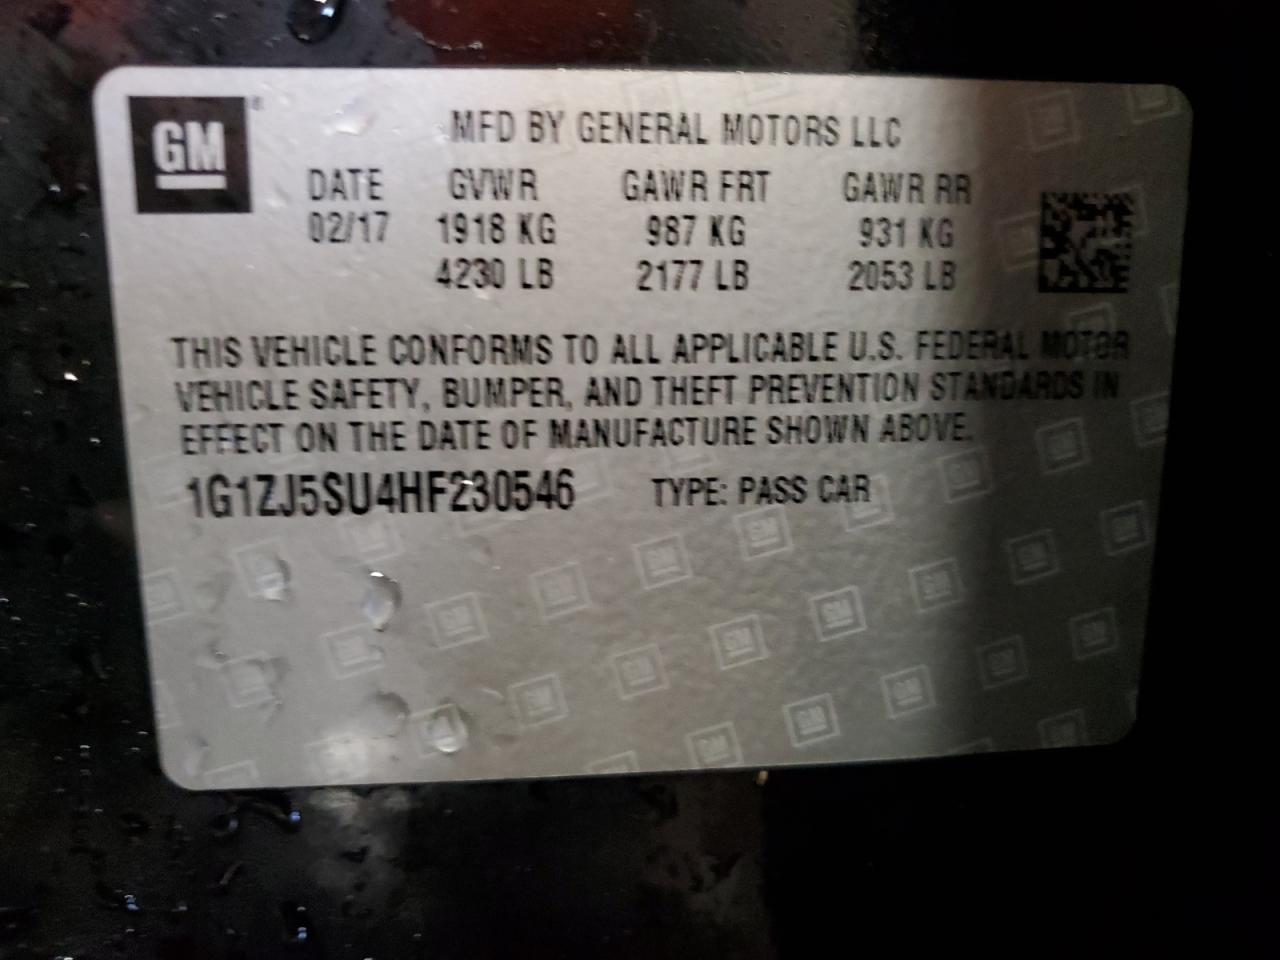 GM
MFD BY GENERAL MOTORS LLC
DATE GVWR GAWR FRT GAWR RR
02/17 1918 KG 987 KG 931 KG
4230 LB 2177 LB 2053 LB
THIS VEHICLE CONFORMS TO ALL APPLICABLE U.S. FEDERAL MOTOR
VEHICLE SAFETY, BUMPER, AND THEFT PREVENTION STANDARDS IN
EFFECT ON THE DATE OF MANUFACTURE SHOWN ABOVE.
1G1ZJ5SU4HF230546 TYPE: PASS CAR